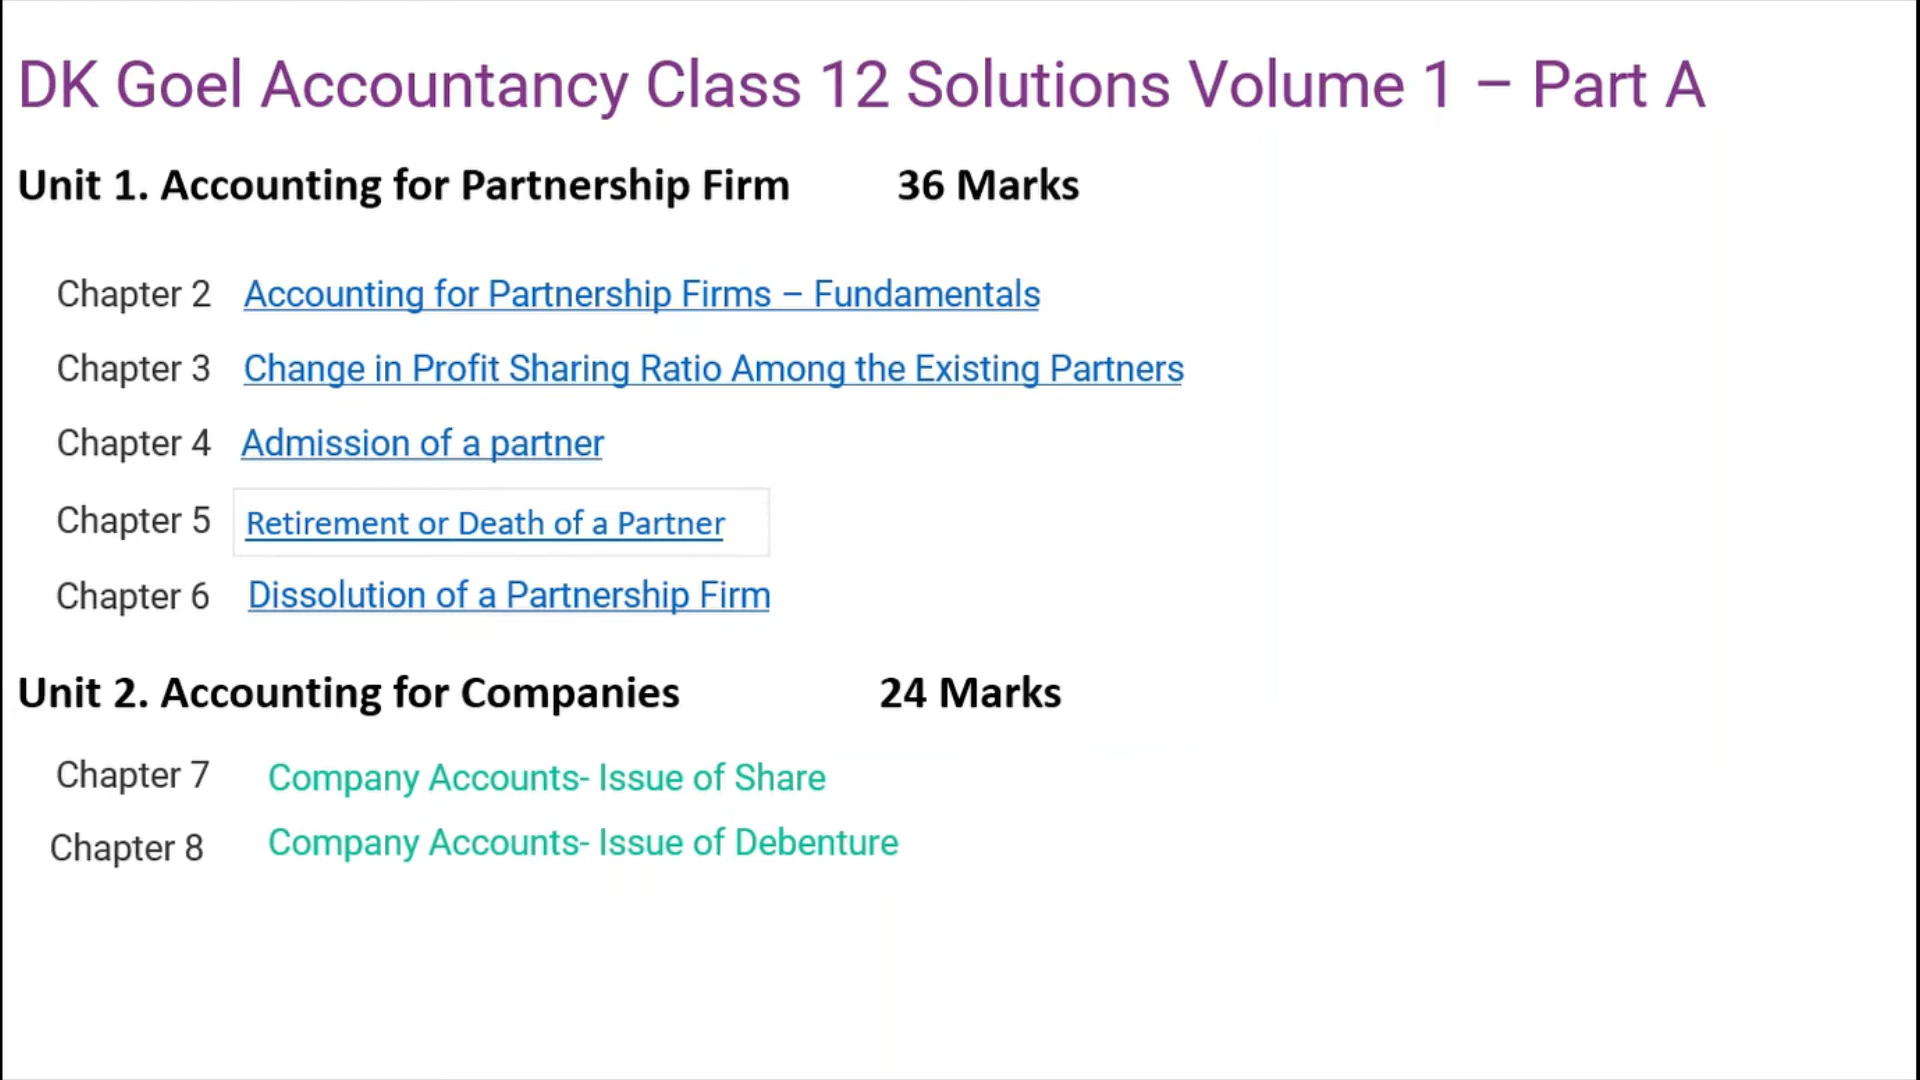 DK Goel Accountancy Class 12 Solutions Volume 1 – Part A
Unit 1. Accounting for Partnership Firm 36 Marks
Chapter 2 Accounting for Partnership Firms – Fundamentals
Chapter 3 Change in Profit Sharing Ratio Among the Existing Partners
Chapter 4 Admission of a partner
Chapter 5 Retirement or Death of a Partner
Chapter 6 Dissolution of a Partnership Firm
Unit 2. Accounting for Companies 24 Marks
Chapter 7 Company Accounts- Issue of Share
Chapter 8 Company Accounts- Issue of Debenture